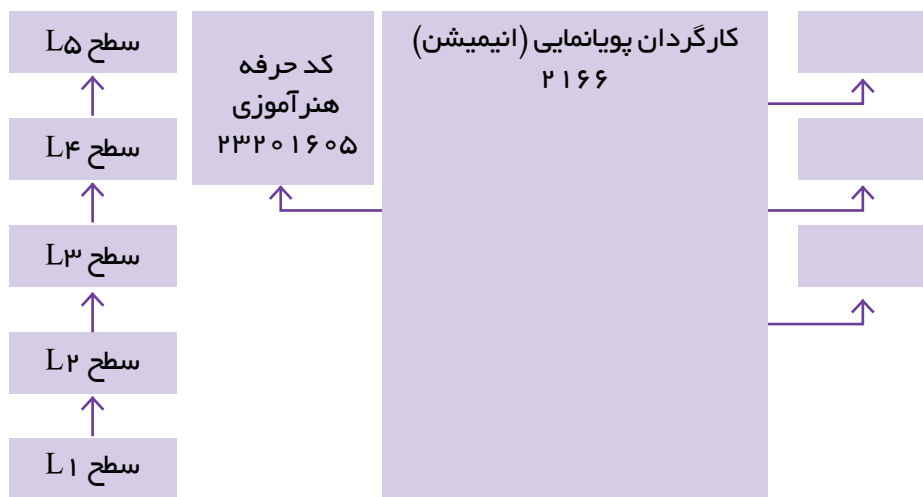 کارگردان پویانمایی (انیمیشن)
۲۱۶۶
کد حرفه
هنرآموزی
۲۳۲۰۱۶۰۵
سطح L۵
سطح L۴
سطح L۳
سطح L۲
سطح L۱